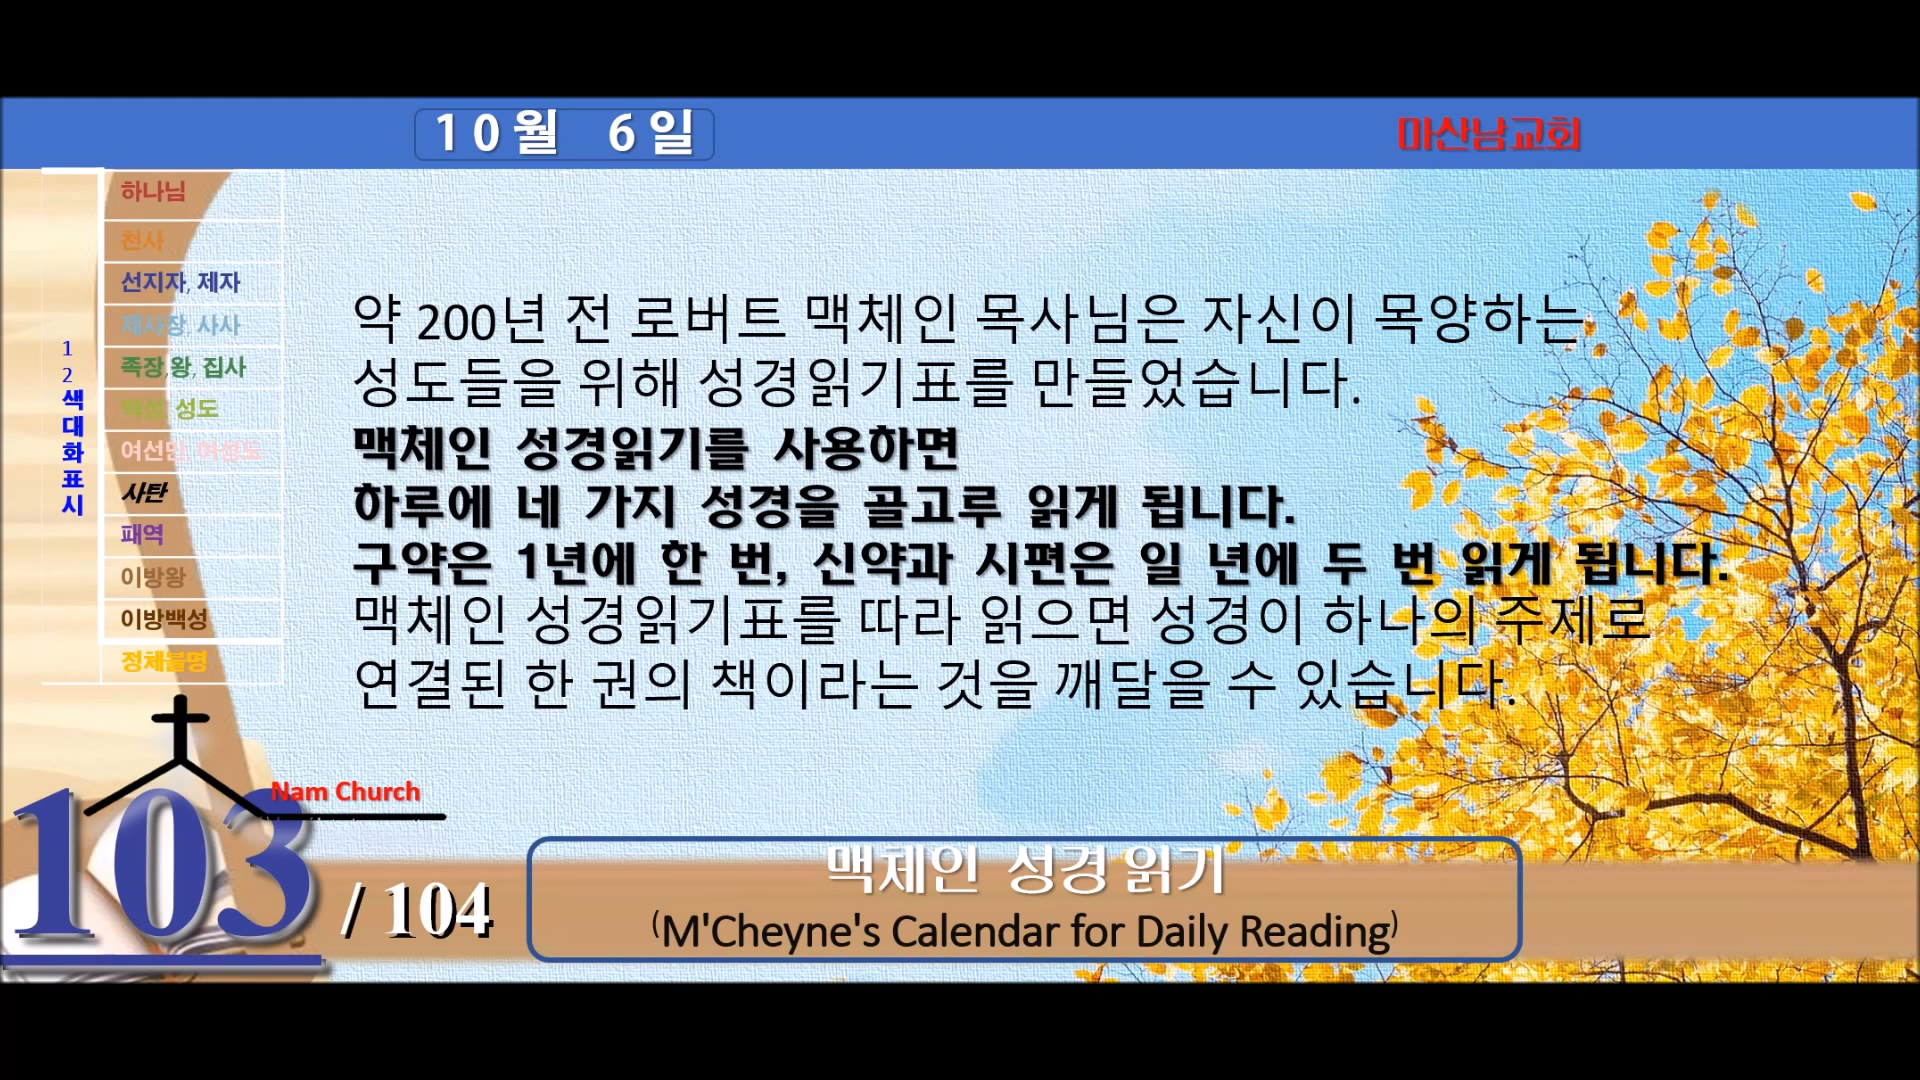 10월 6일
마산남교회
12색대화표시
하나님
천사
선지자, 제자
제사장, 사사
족장,왕, 집사
백성, 성도
여선민, 여성도
사탄
패역
이방왕
이방백성
정체불명
약 200년 전 로버트 맥체인 목사님은 자신이 목양하는
성도들을 위해 성경읽기표를 만들었습니다.
맥체인 성경읽기를 사용하면
하루에 네 가지 성경을 골고루 읽게 됩니다.
구약은 1년에 한 번, 신약과 시편은 일 년에 두 번 읽게 됩니다.
맥체인 성경읽기표를 따라 읽으면 성경이 하나의 주제로
연결된 한 권의 책이라는 것을 깨달을 수 있습니다.
Nam Church
103 / 104
맥체인 성경 읽기
(M'Cheyne's Calendar for Daily Reading)